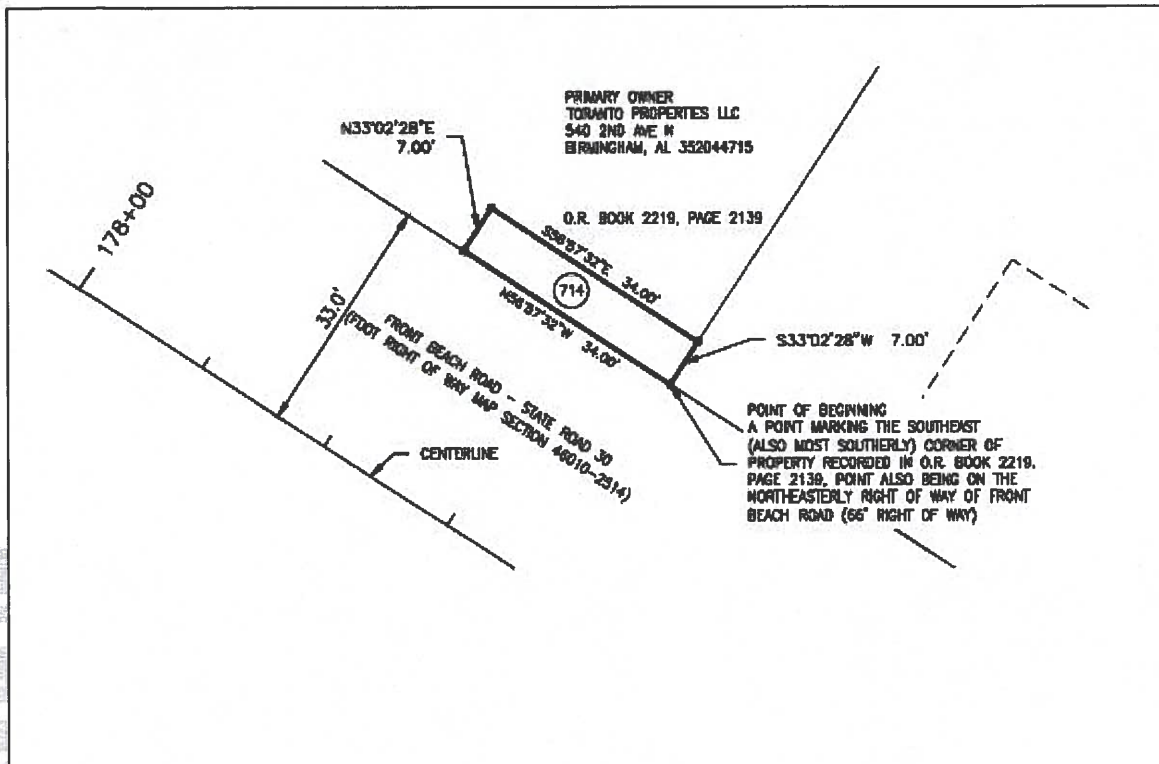 PRIMARY OWNER
TORANTO PROPERTIES LLC
540 2ND AVE N
BIRMINGHAM, AL 352044715
N33°02'28"E
7.00'
178+00
O.R. BOOK 2219, PAGE 2139
S56°57'32"E 34.00'
714
N56°57'32"W 34.00'
33.0'
S33°02'28"W 7.00'
FRONT BEACH ROAD - STATE ROAD 30
(FDOT RIGHT OF WAY MAP SECTION 46010-2514)
CENTERLINE
POINT OF BEGINNING
A POINT MARKING THE SOUTHEAST
(ALSO MOST SOUTHERLY) CORNER OF
PROPERTY RECORDED IN O.R. BOOK 2219,
PAGE 2139, POINT ALSO BEING ON THE
NORTHEASTERLY RIGHT OF WAY OF FRONT
BEACH ROAD (66' RIGHT OF WAY)